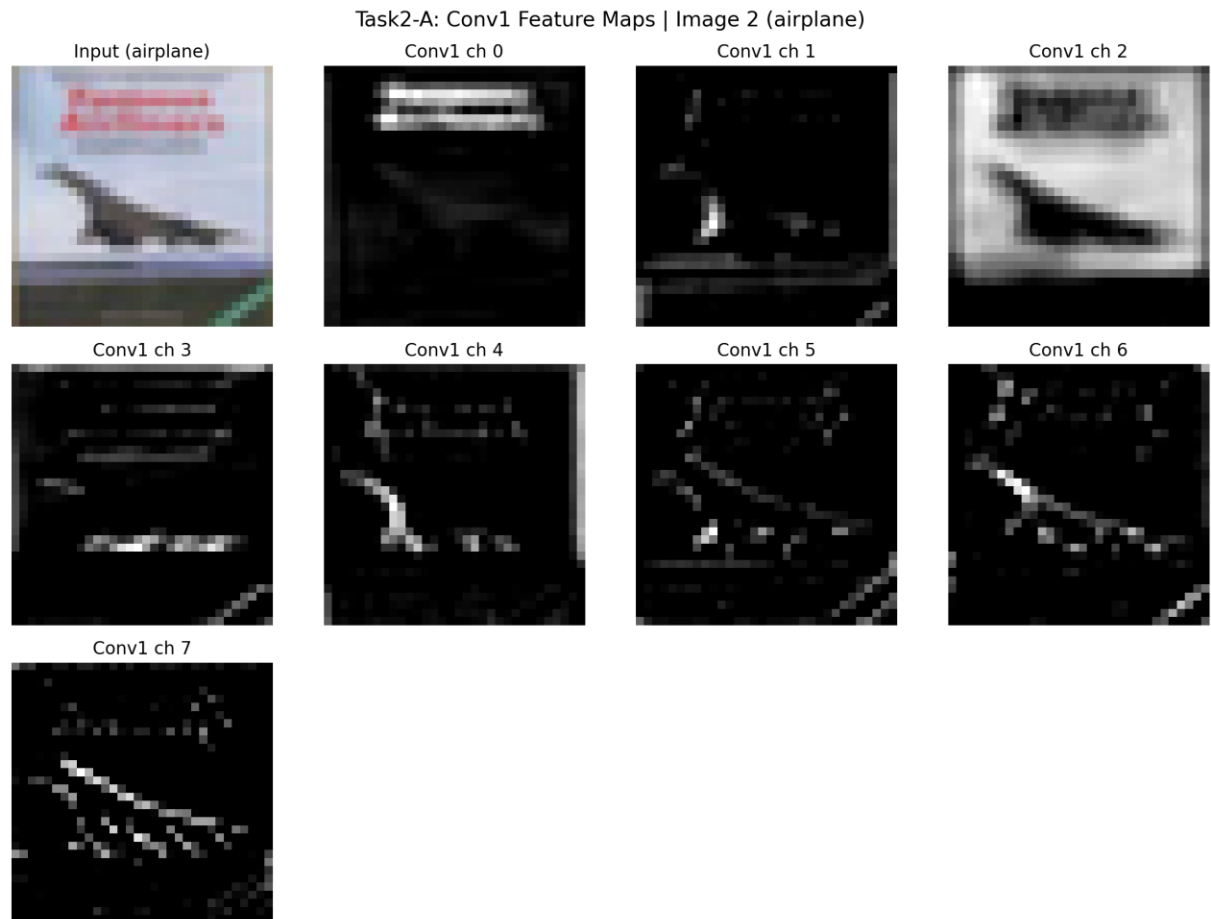 Task2-A: Conv1 Feature Maps | Image 2 (airplane)
Input (airplane)
Conv1 ch 0
Conv1 ch 1
Conv1 ch 2
Conv1 ch 3
Conv1 ch 4
Conv1 ch 5
Conv1 ch 6
Conv1 ch 7